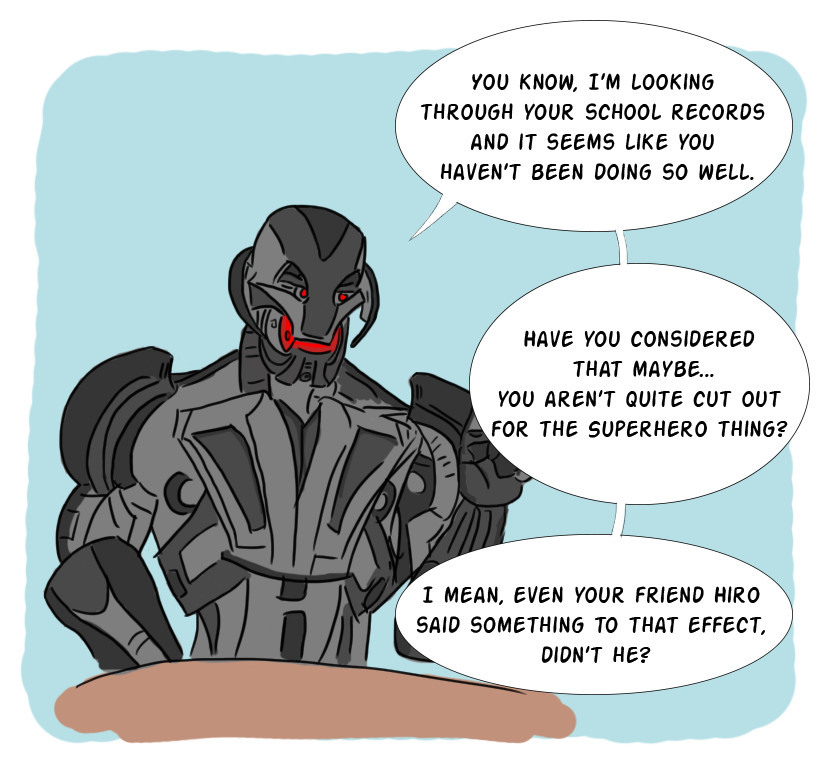 YOU KNOW, I'M LOOKING
THROUGH YOUR SCHOOL RECORDS
AND IT SEEMS LIKE YOU
HAVEN'T BEEN DOING SO WELL.
HAVE YOU CONSIDERED
THAT MAYBE...
YOU AREN'T QUITE CUT OUT
FOR THE SUPERHERO THING?
I MEAN, EVEN YOUR FRIEND HIRO
SAID SOMETHING TO THAT EFFECT,
DIDN'T HE?